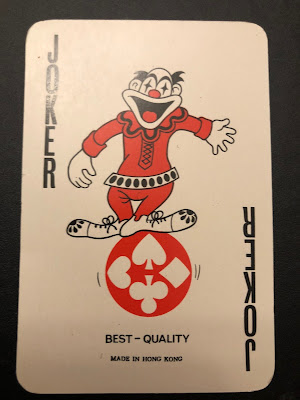 JOKER
BEST-QUALITY
MADE IN HONG KONG
JOKER